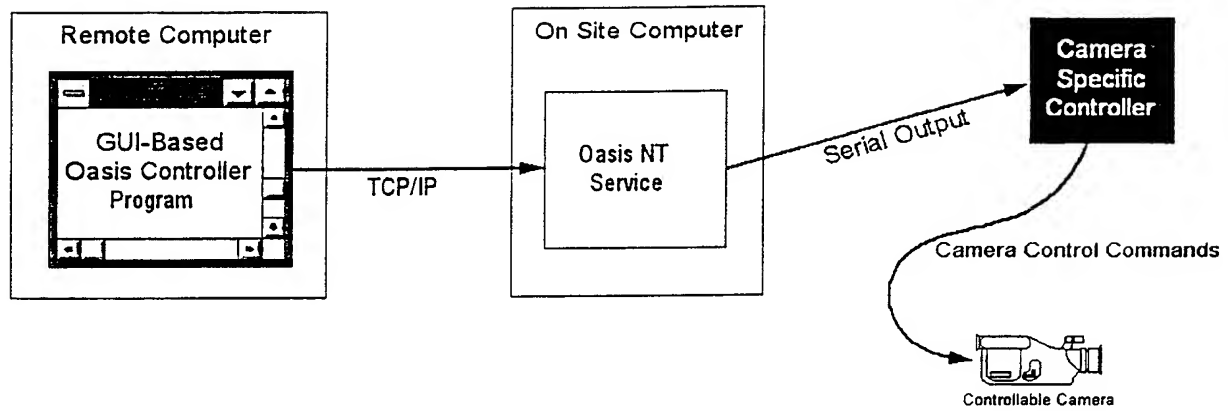 Remote Computer
GUI-Based
Oasis Controller
Program
TCP/IP
On Site Computer
Oasis NT
Service
Serial Output
Camera
Specific
Controller
Camera Control Commands
Controllable Camera